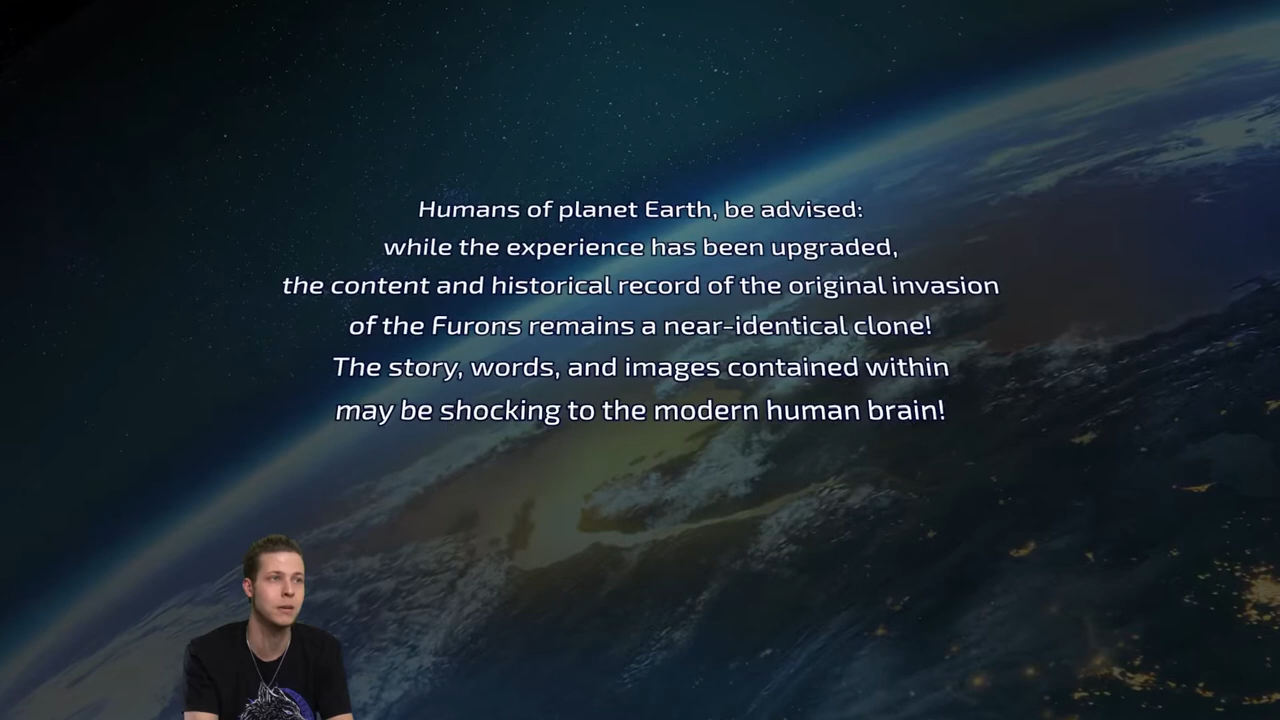 Humans of planet Earth, be advised:
while the experience has been upgraded,
the content and historical record of the original invasion
of the Furons remains a near-identical clone!
The story, words, and images contained within
may be shocking to the modern human brain!